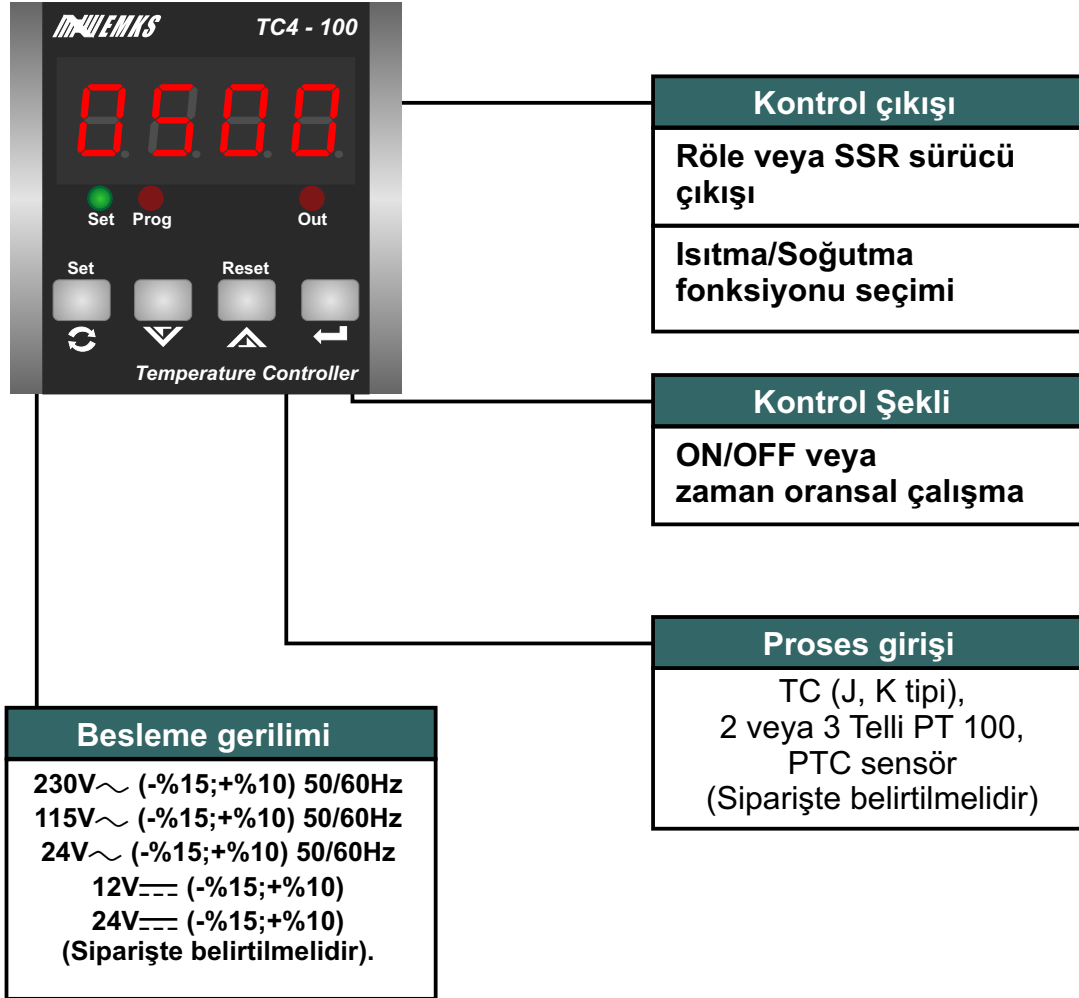 EMKS TC4 - 100
0500
Set Prog Out
Set Reset
Temperature Controller
Kontrol çıkışı
Röle veya SSR sürücü
çıkışı
Isıtma/Soğutma
fonksiyonu seçimi
Kontrol Şekli
ON/OFF veya
zaman oransal çalışma
Proses girişi
TC (J, K tipi),
2 veya 3 Telli PT 100,
PTC sensör
(Siparişte belirtilmelidir)
Besleme gerilimi
230V∼ (-%15;+%10) 50/60Hz
115V∼ (-%15;+%10) 50/60Hz
24V∼ (-%15;+%10) 50/60Hz
12V⎓ (-%15;+%10)
24V⎓ (-%15;+%10)
(Siparişte belirtilmelidir).